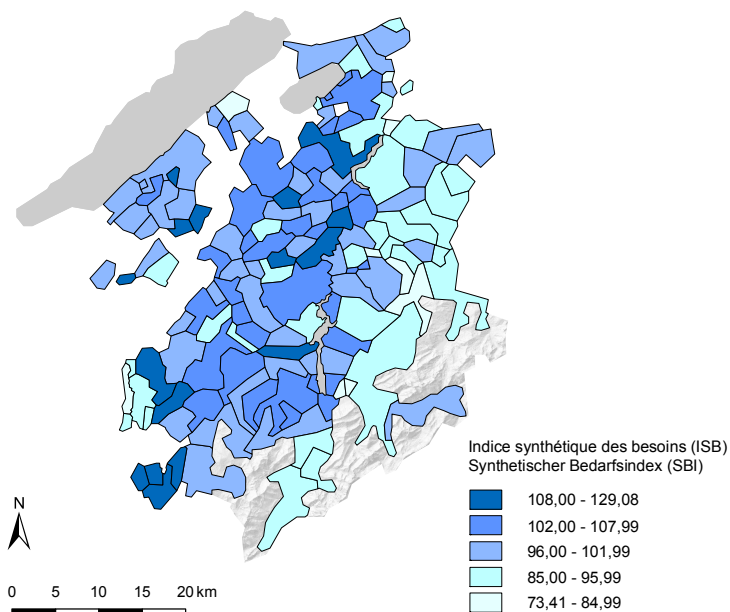 Indice synthétique des besoins (ISB)
Synthetischer Bedarfsindex (SBI)
108,00 - 129,08
102,00 - 107,99
96,00 - 101,99
85,00 - 95,99
73,41 - 84,99
N
0 5 10 15 20 km